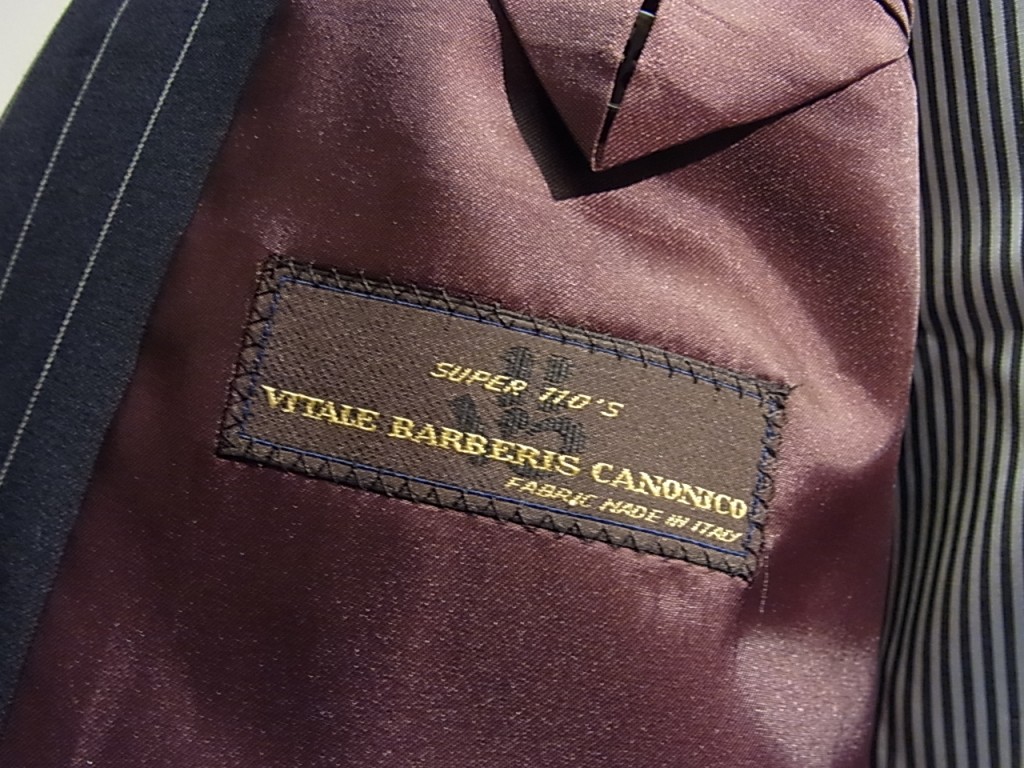 SUPER 110'S
VITALE BARBERIS CANONICO
FABRIC MADE IN ITALY